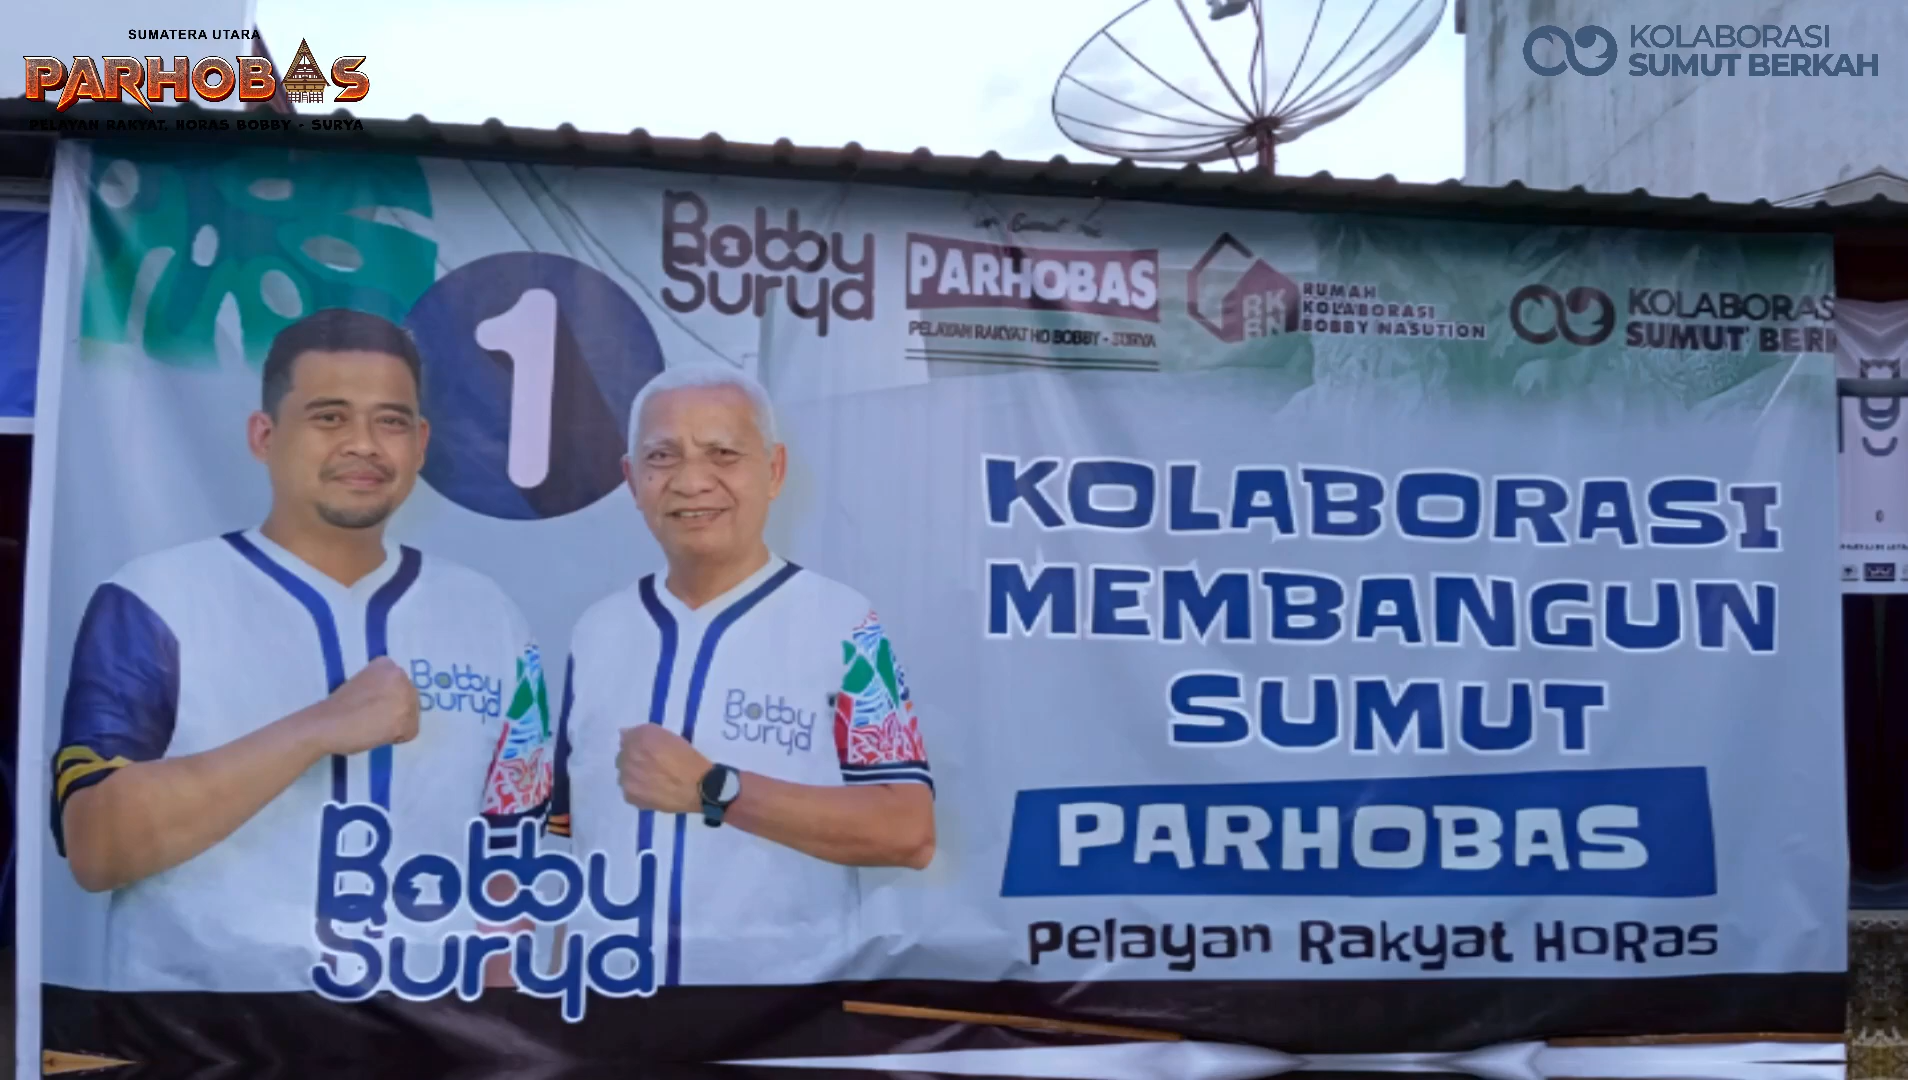 SUMATERA UTARA
PARHOBAS
PELAYAN RAKYAT, HORAS BOBBY - SURYA
KOLABORASI
SUMUT BERKAH
1
Bobby
Surya
Sumut
PARHOBAS
PELAYAN RAKYAT HO BOBBY - SURYA
RKBN
RUMAH
KOLABORASI
BOBBY NASUTION
KOLABORAS
SUMUT BER
KOLABORASI
MEMBANGUN
SUMUT
PARHOBAS
Pelayan Rakyat HoRas
Bobby
Surya
Bobby
Surya
Bobby
Surya